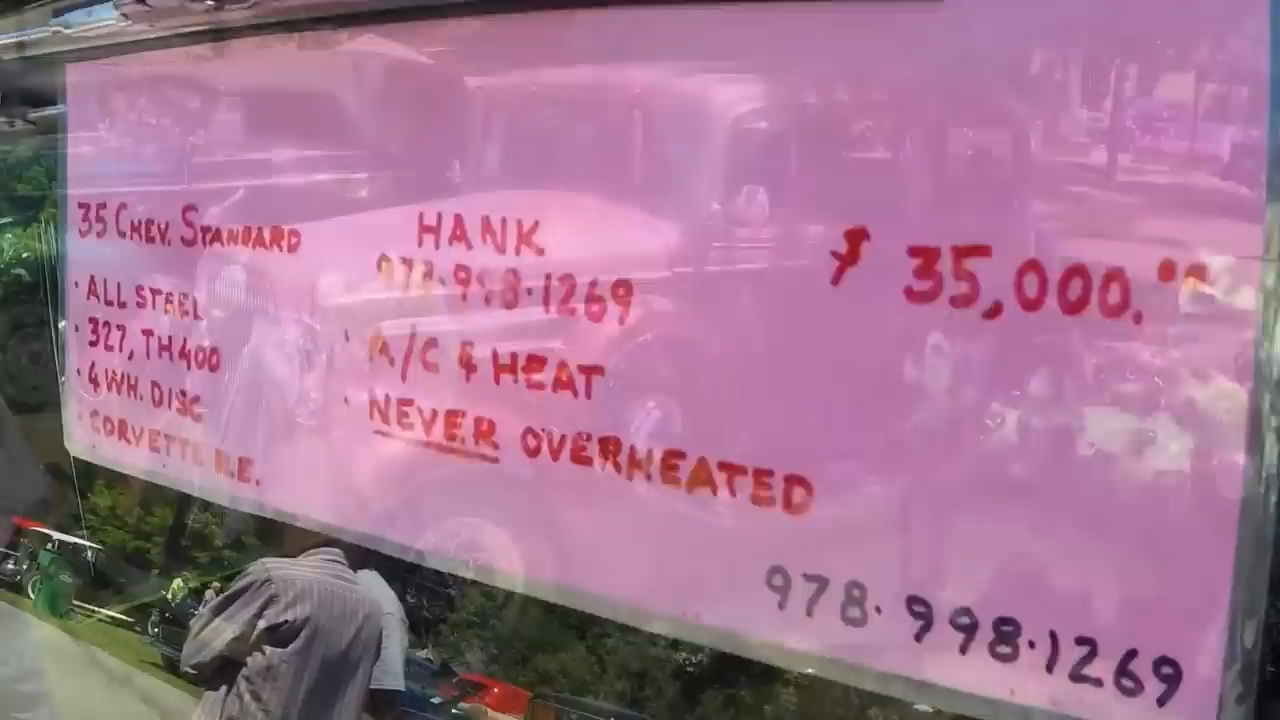 35 CHEV. STANDARD
· ALL STEEL
· 327, TH400
· 4 WH. DISC
· CORVETTE R.E.
HANK
978·998·1269
· A/C & HEAT
· NEVER OVERHEATED
$ 35,000.⁰⁰
978·998·1269